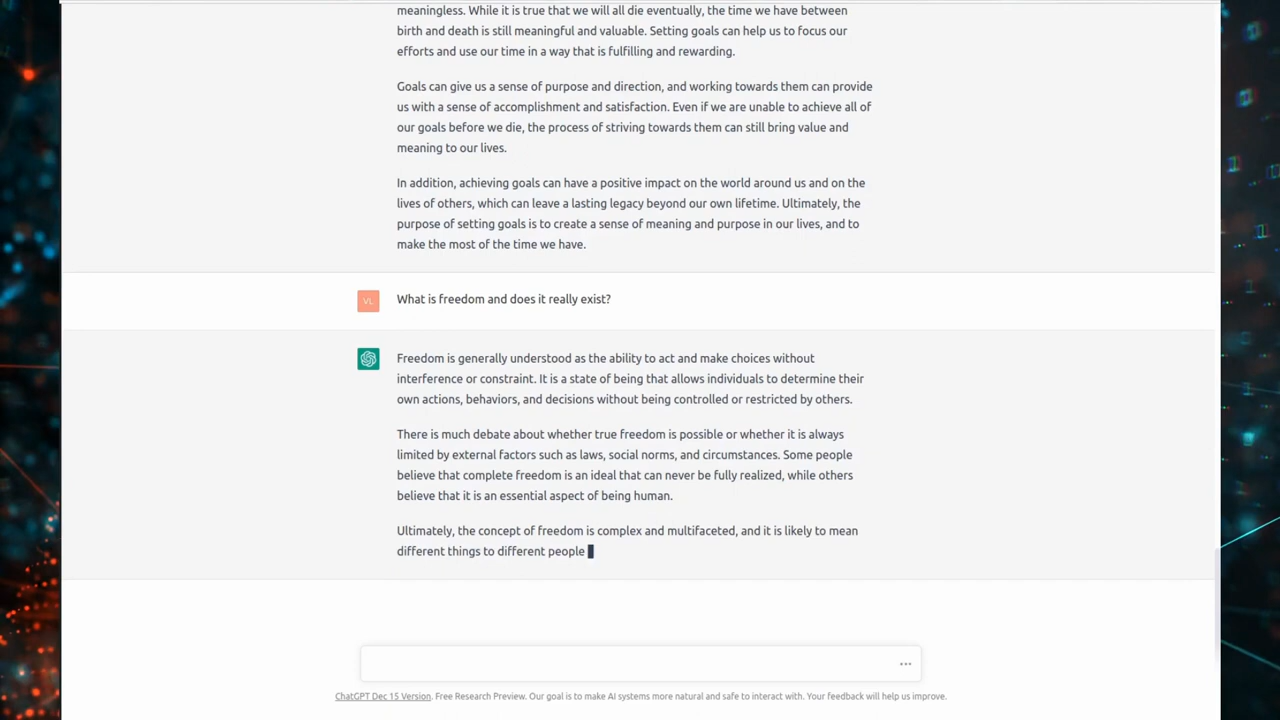 meaningless. While it is true that we will all die eventually, the time we have between
birth and death is still meaningful and valuable. Setting goals can help us to focus our
efforts and use our time in a way that is fulfilling and rewarding.
Goals can give us a sense of purpose and direction, and working towards them can provide
us with a sense of accomplishment and satisfaction. Even if we are unable to achieve all of
our goals before we die, the process of striving towards them can still bring value and
meaning to our lives.
In addition, achieving goals can have a positive impact on the world around us and on the
lives of others, which can leave a lasting legacy beyond our own lifetime. Ultimately, the
purpose of setting goals is to create a sense of meaning and purpose in our lives, and to
make the most of the time we have.
VL What is freedom and does it really exist?
Freedom is generally understood as the ability to act and make choices without
interference or constraint. It is a state of being that allows individuals to determine their
own actions, behaviors, and decisions without being controlled or restricted by others.
There is much debate about whether true freedom is possible or whether it is always
limited by external factors such as laws, social norms, and circumstances. Some people
believe that complete freedom is an ideal that can never be fully realized, while others
believe that it is an essential aspect of being human.
Ultimately, the concept of freedom is complex and multifaceted, and it is likely to mean
different things to different people
ChatGPT Dec 15 Version. Free Research Preview. Our goal is to make AI systems more natural and safe to interact with. Your feedback will help us improve.